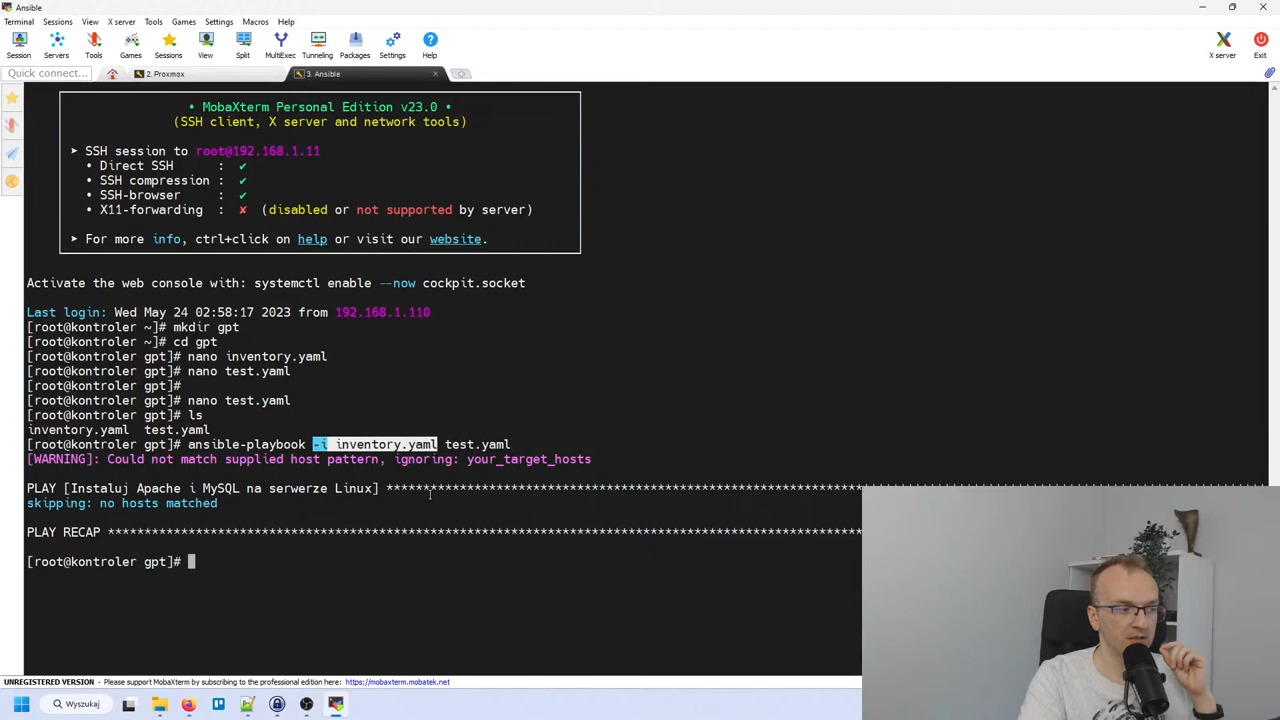 Ansible
Terminal Sessions View X server Tools Games Settings Macros Help
Session Servers Tools Games Sessions View Split MultiExec Tunneling Packages Settings Help X server Exit
Quick connect... 2. Proxmox 3. Ansible
• MobaXterm Personal Edition v23.0 •
(SSH client, X server and network tools)
➤ SSH session to root@192.168.1.11
• Direct SSH : ✔
• SSH compression : ✔
• SSH-browser : ✔
• X11-forwarding : ✘ (disabled or not supported by server)
➤ For more info, ctrl+click on help or visit our website.
Activate the web console with: systemctl enable --now cockpit.socket
Last login: Wed May 24 02:58:17 2023 from 192.168.1.110
[root@kontroler ~]# mkdir gpt
[root@kontroler ~]# cd gpt
[root@kontroler gpt]# nano inventory.yaml
[root@kontroler gpt]# nano test.yaml
[root@kontroler gpt]#
[root@kontroler gpt]# nano test.yaml
[root@kontroler gpt]# ls
inventory.yaml test.yaml
[root@kontroler gpt]# ansible-playbook -i inventory.yaml test.yaml
[WARNING]: Could not match supplied host pattern, ignoring: your_target_hosts
PLAY [Instaluj Apache i MySQL na serwerze Linux] ************************************************************
skipping: no hosts matched
PLAY RECAP ******************************************************************************************
[root@kontroler gpt]#
UNREGISTERED VERSION - Please support MobaXterm by subscribing to the professional edition here: https://mobaxterm.mobatek.net
Wyszukaj